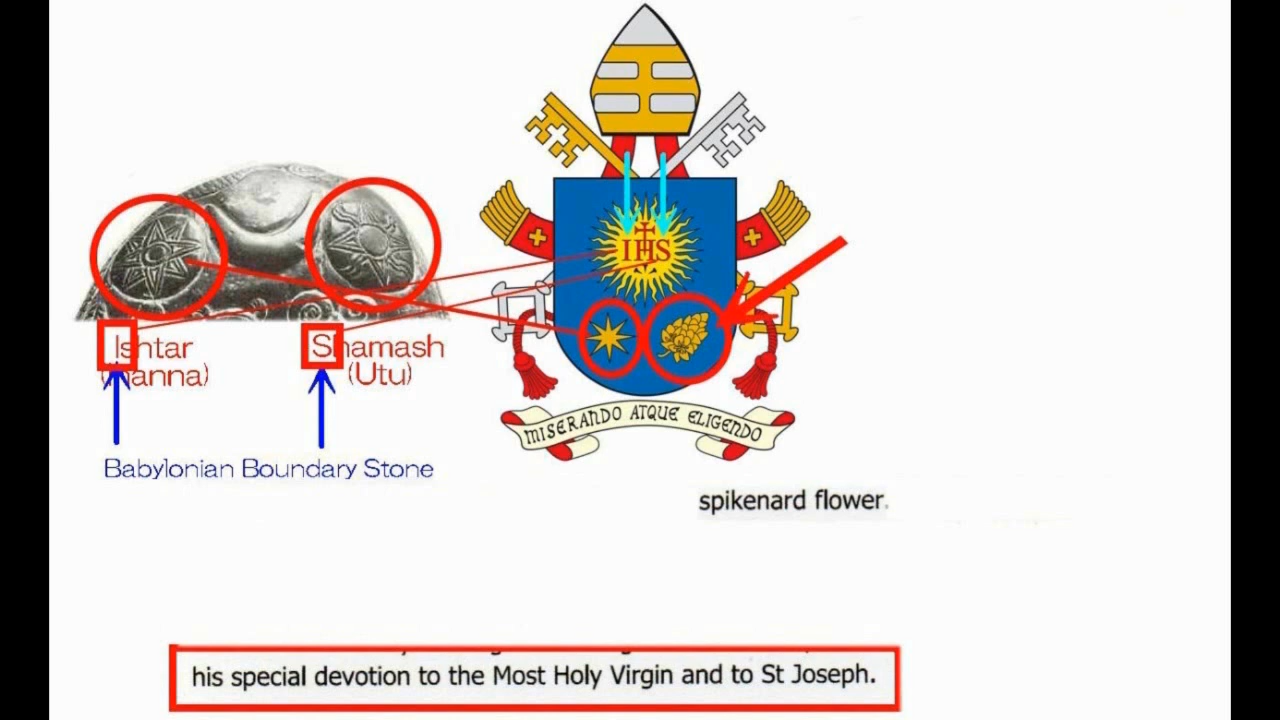 IHS
Ishtar
Shamash
(Inanna)
(Utu)
MISERANDO ATQUE ELIGENDO
Babylonian Boundary Stone
spikenard flower.
his special devotion to the Most Holy Virgin and to St Joseph.